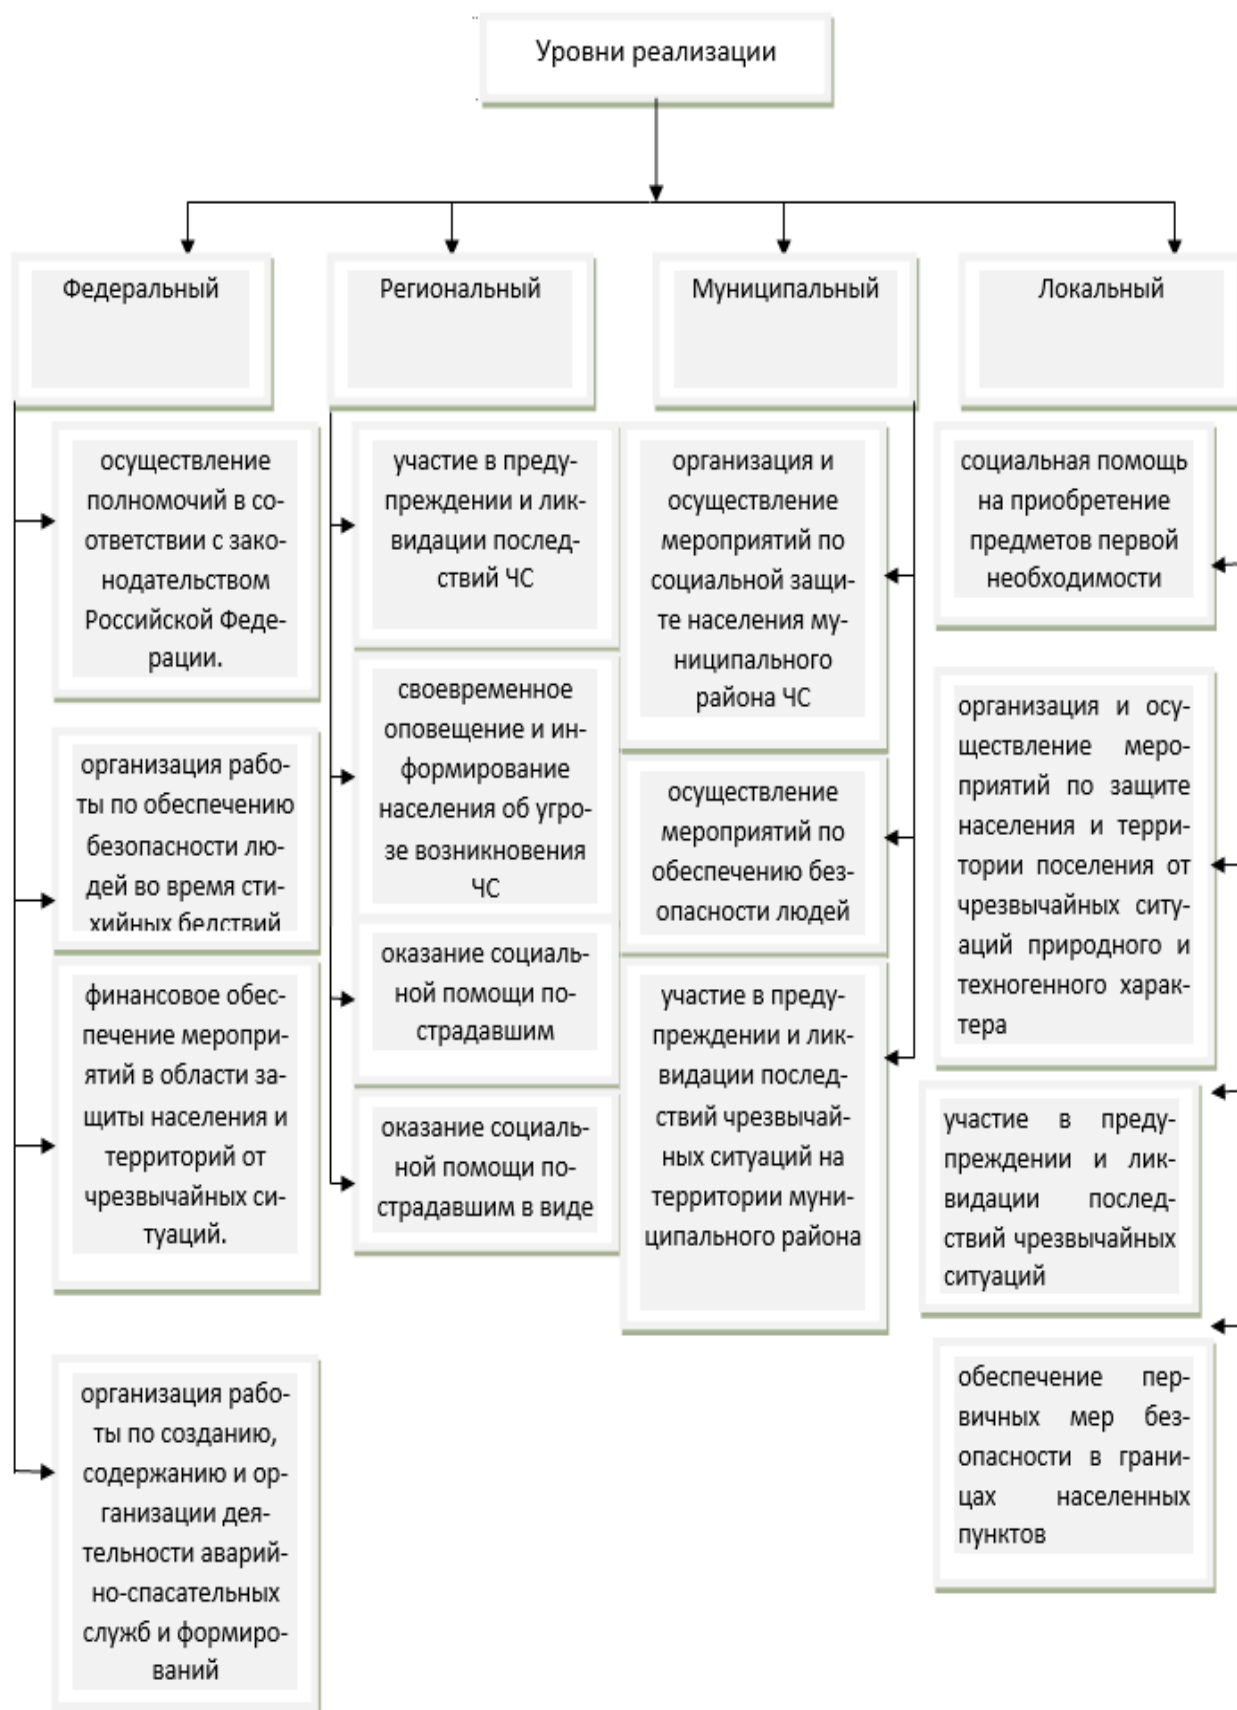 Уровни реализации
Федеральный
Региональный
Муниципальный
Локальный
осуществление
полномочий в со-
ответствии с зако-
нодательством
Российской Феде-
рации.
организация рабо-
ты по обеспечению
безопасности лю-
дей во время сти-
хийных бедствий
финансовое обес-
печение меропри-
ятий в области за-
щиты населения и
территорий от
чрезвычайных си-
туаций.
организация рабо-
ты по созданию,
содержанию и ор-
ганизации дея-
тельности аварий-
но-спасательных
служб и формиро-
ваний
участие в преду-
преждении и лик-
видации послед-
ствий ЧС
своевременное
оповещение и ин-
формирование
населения об угро-
зе возникновения
ЧС
оказание социаль-
ной помощи по-
страдавшим
оказание социаль-
ной помощи по-
страдавшим в виде
организация и
осуществление
мероприятий по
социальной защи-
те населения му-
ниципального
района ЧС
осуществление
мероприятий по
обеспечению без-
опасности людей
участие в преду-
преждении и лик-
видации послед-
ствий чрезвычай-
ных ситуаций на
территории муни-
ципального района
социальная помощь
на приобретение
предметов первой
необходимости
организация и осу-
ществление меро-
приятий по защите
населения и терри-
тории поселения от
чрезвычайных ситу-
аций природного и
техногенного харак-
тера
участие в преду-
преждении и лик-
видации послед-
ствий чрезвычайных
ситуаций
обеспечение пер-
вичных мер без-
опасности в грани-
цах населенных
пунктов